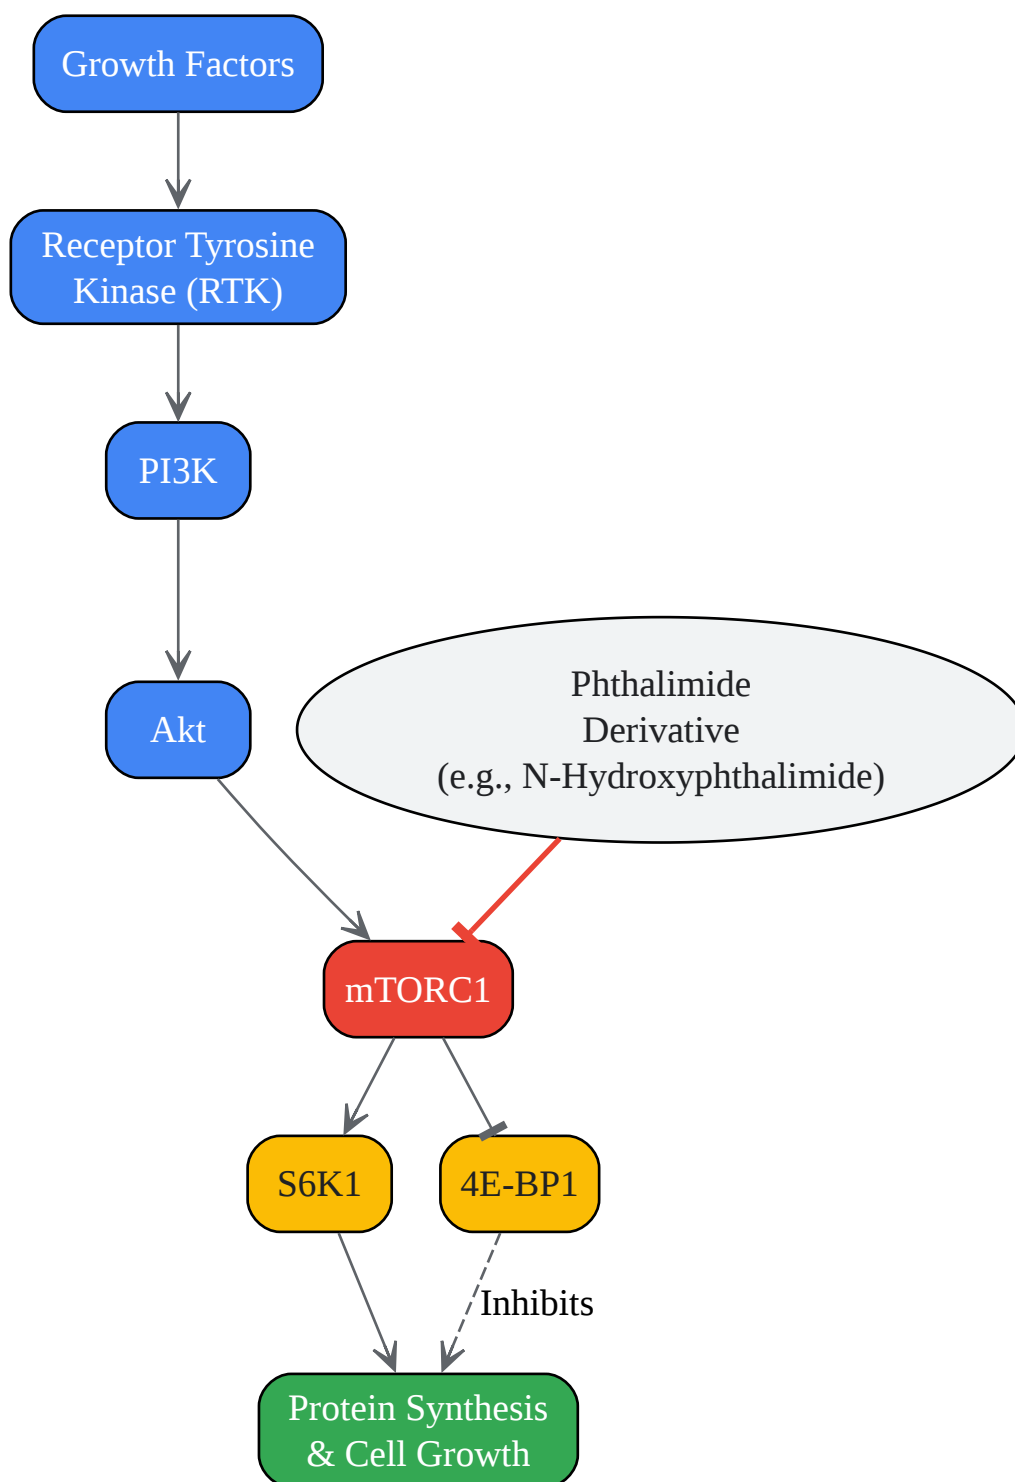 Growth Factors
Receptor Tyrosine
Kinase (RTK)
PI3K
Akt
Phthalimide
Derivative
(e.g., N-Hydroxyphthalimide)
mTORC1
S6K1
4E-BP1
Inhibits
Protein Synthesis
& Cell Growth